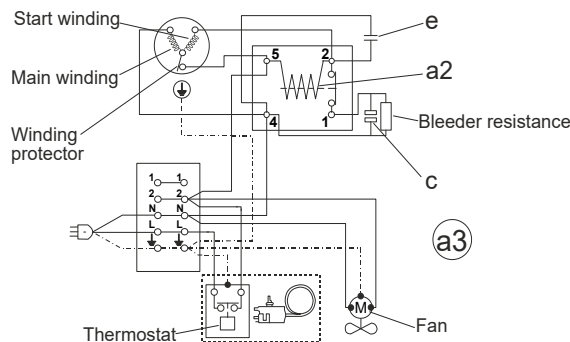 Start winding
e
5 2
a2
Main winding
4 1
Bleeder resistance
Winding
protector
c
1 1
2 2
N N
L L
a3
M
Fan
Thermostat